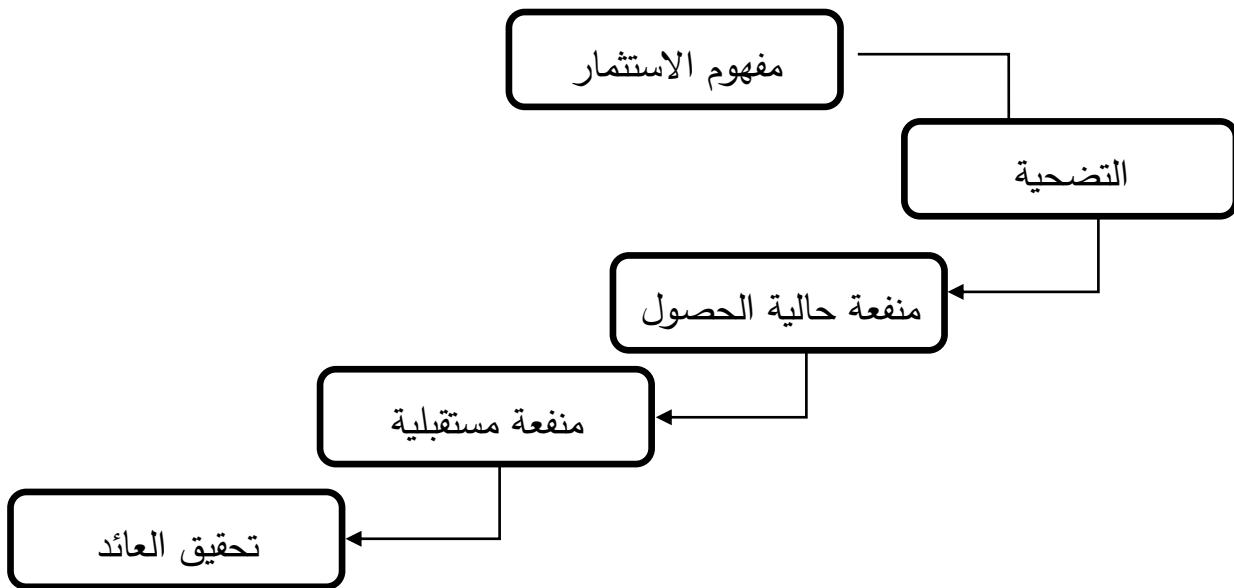 مفهوم الاستثمار
التضحية
منفعة حالية الحصول
منفعة مستقبلية
تحقيق العائد